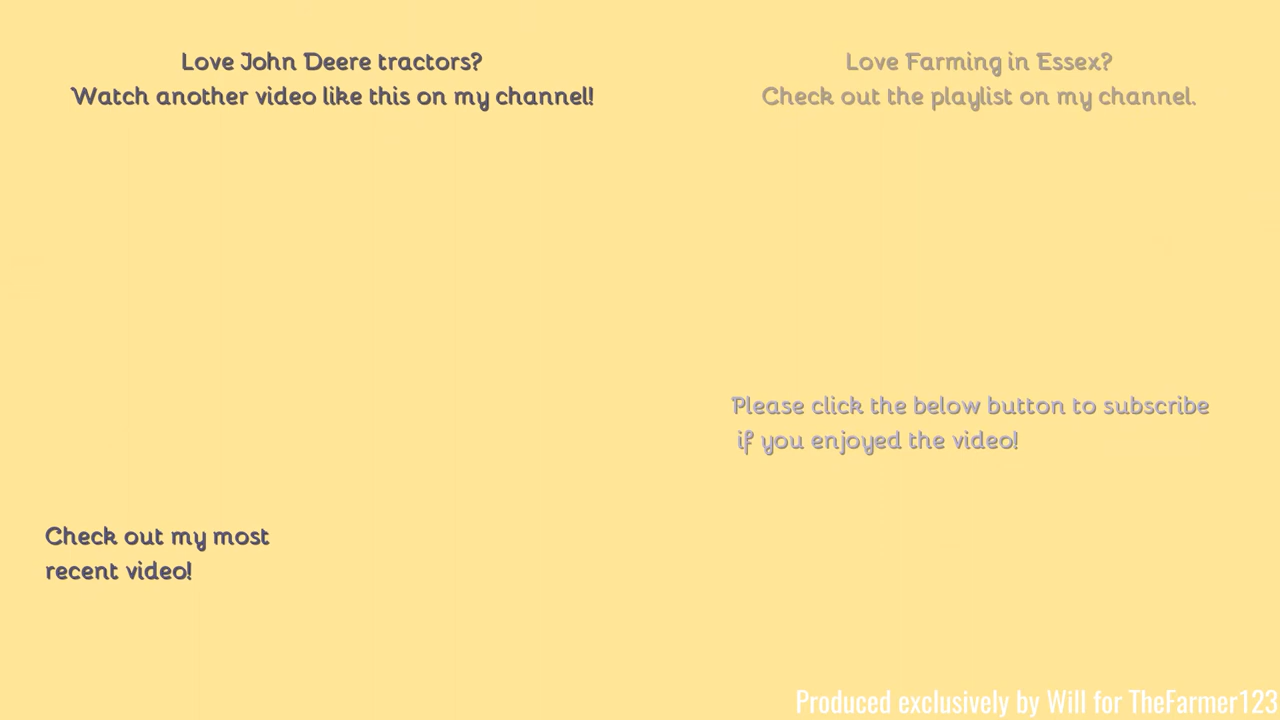 Love John Deere tractors?
Watch another video like this on my channel!
Love Farming in Essex?
Check out the playlist on my channel.
Please click the below button to subscribe
if you enjoyed the video!
Check out my most
recent video!
Produced exclusively by Will for TheFarmer123